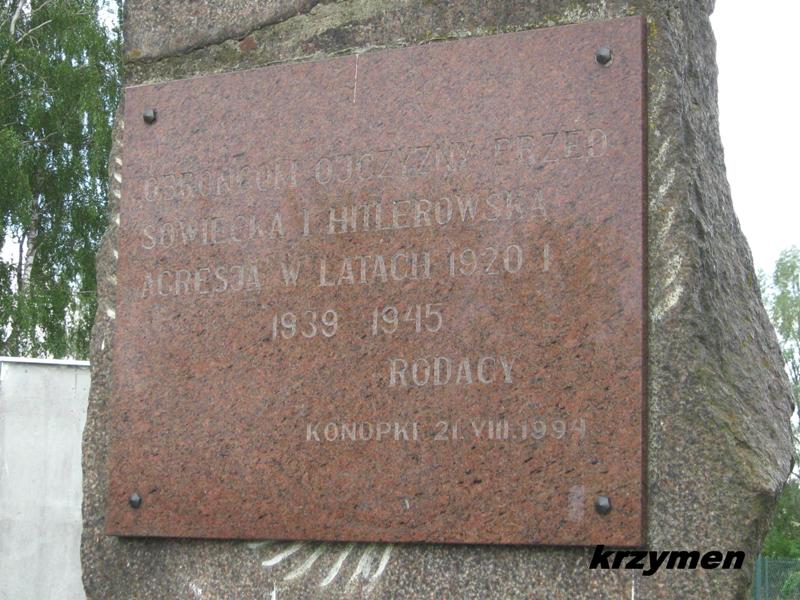 OBROŃCOM OJCZYZNY PRZED
SOWIECKĄ I HITLEROWSKĄ
AGRESJĄ W LATACH 1920 I
1939 1945
RODACY
KONOPKI 21.VIII.1994
krzymen